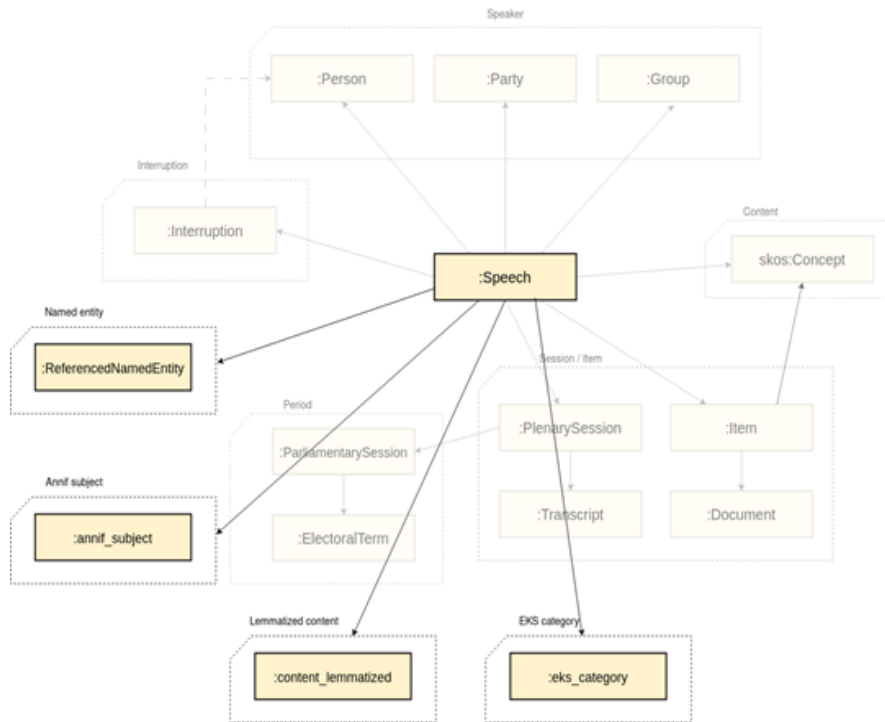 Speaker
:Person
:Party
:Group
Interruption
:Interruption
Content
skos:Concept
:Speech
Named entity
:ReferencedNamedEntity
Session / Item
Period
:PlenarySession
:Item
:ParliamentarySession
Annif subject
:annif_subject
:Transcript
:Document
:ElectoralTerm
Lemmatized content
:content_lemmatized
EKS category
:eks_category